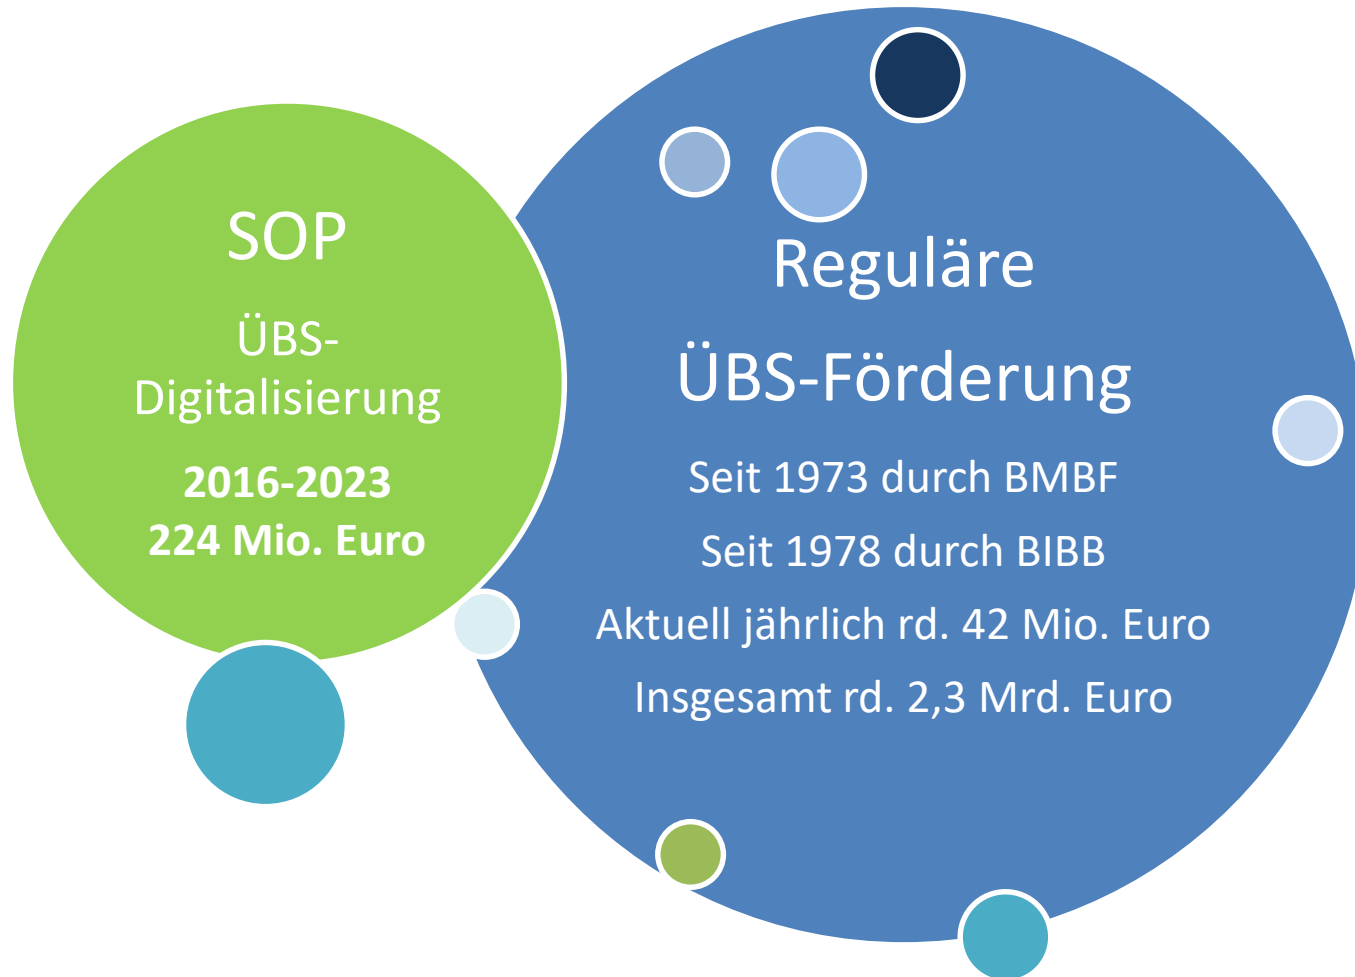 SOP
ÜBS-
Digitalisierung
2016-2023
224 Mio. Euro
Reguläre
ÜBS-Förderung
Seit 1973 durch BMBF
Seit 1978 durch BIBB
Aktuell jährlich rd. 42 Mio. Euro
Insgesamt rd. 2,3 Mrd. Euro